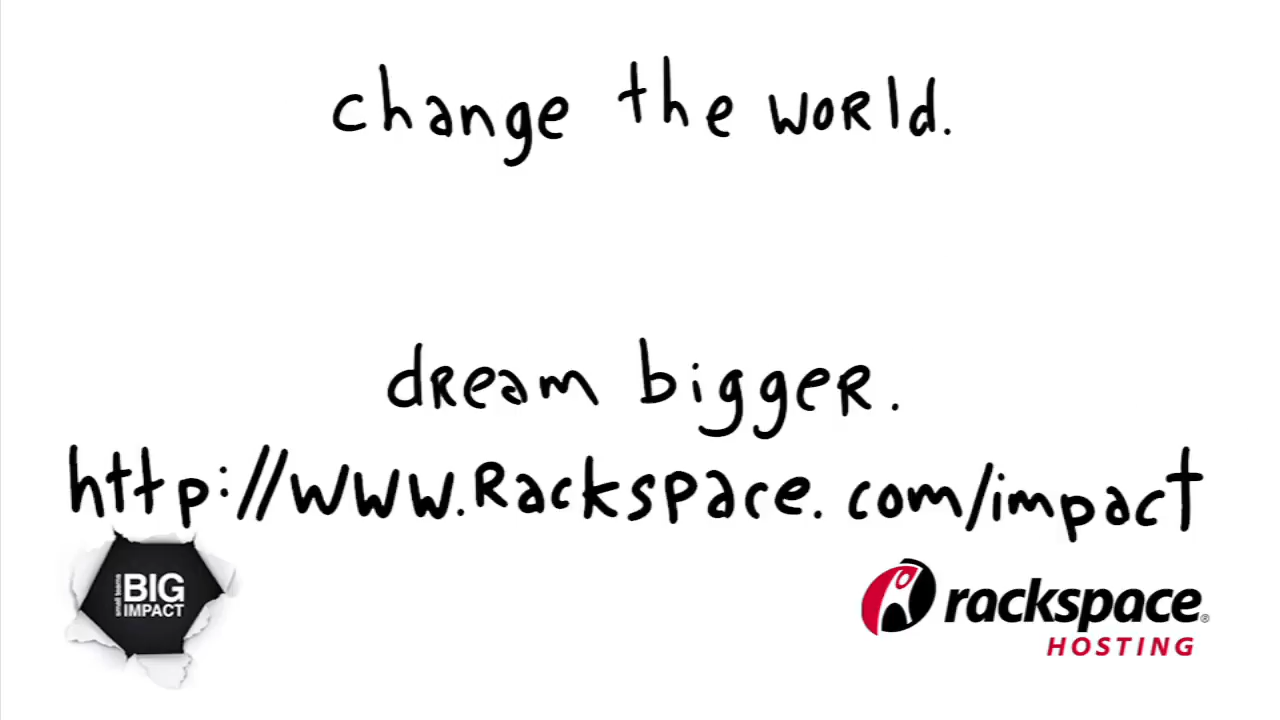 change the world.
dream bigger.
http://www.Rackspace.com/impact
small teams
BIG
IMPACT
rackspace®
HOSTING